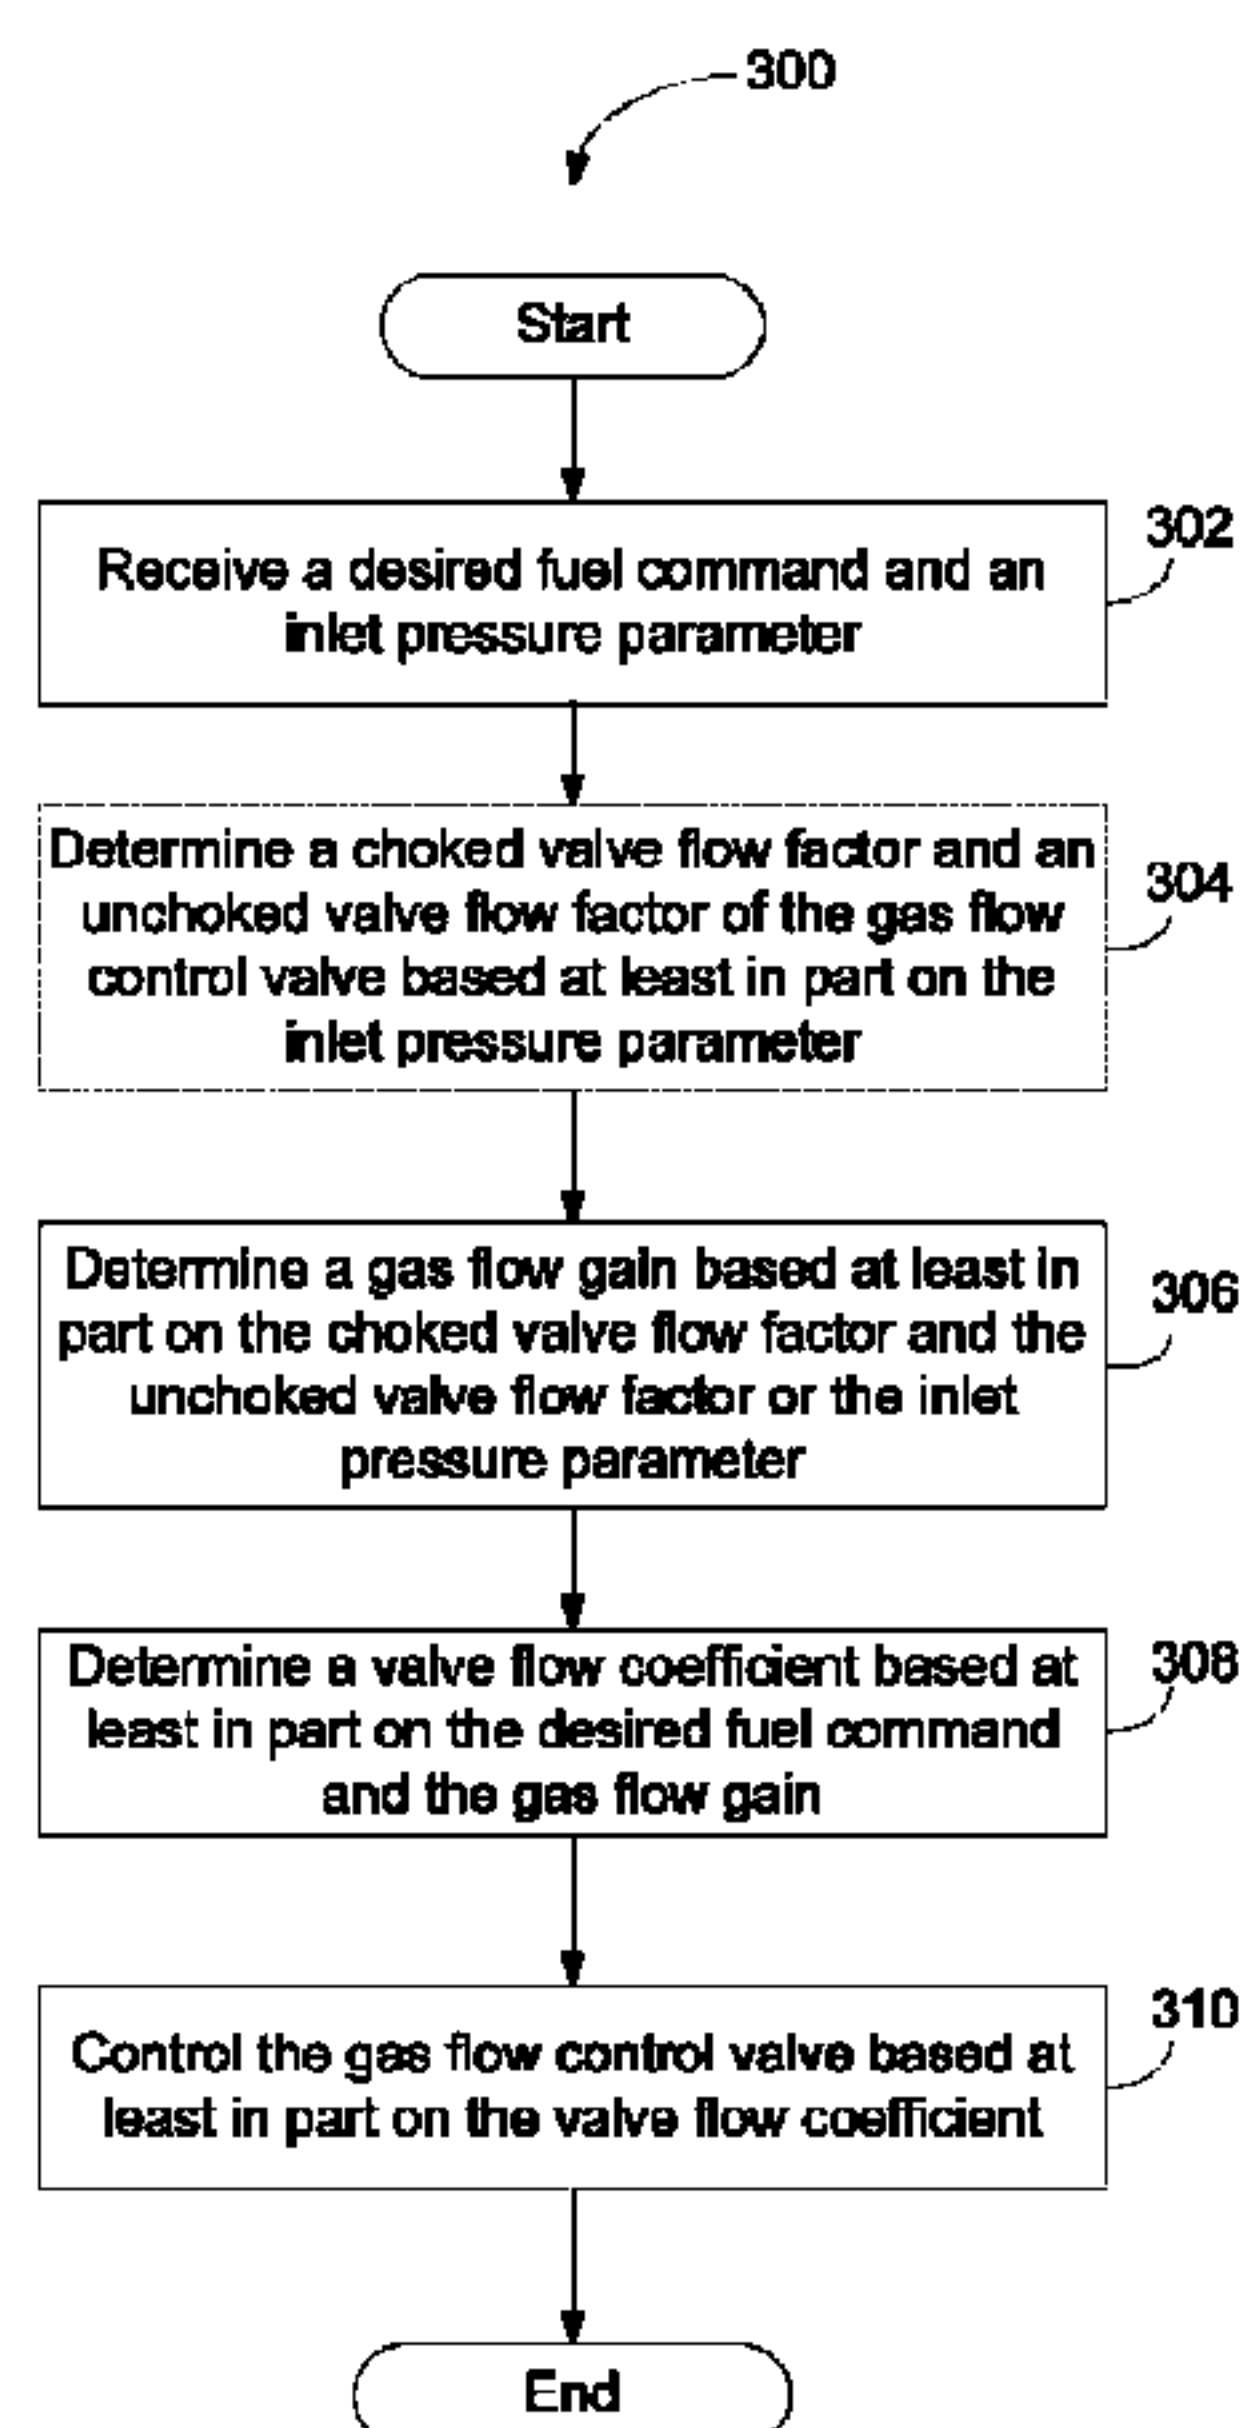 300
Start
302
Receive a desired fuel command and an
inlet pressure parameter
304
Determine a choked valve flow factor and an
unchoked valve flow factor of the gas flow
control valve based at least in part on the
inlet pressure parameter
306
Determine a gas flow gain based at least in
part on the choked valve flow factor and the
unchoked valve flow factor or the inlet
pressure parameter
308
Determine a valve flow coefficient based at
least in part on the desired fuel command
and the gas flow gain
310
Control the gas flow control valve based at
least in part on the valve flow coefficient
End